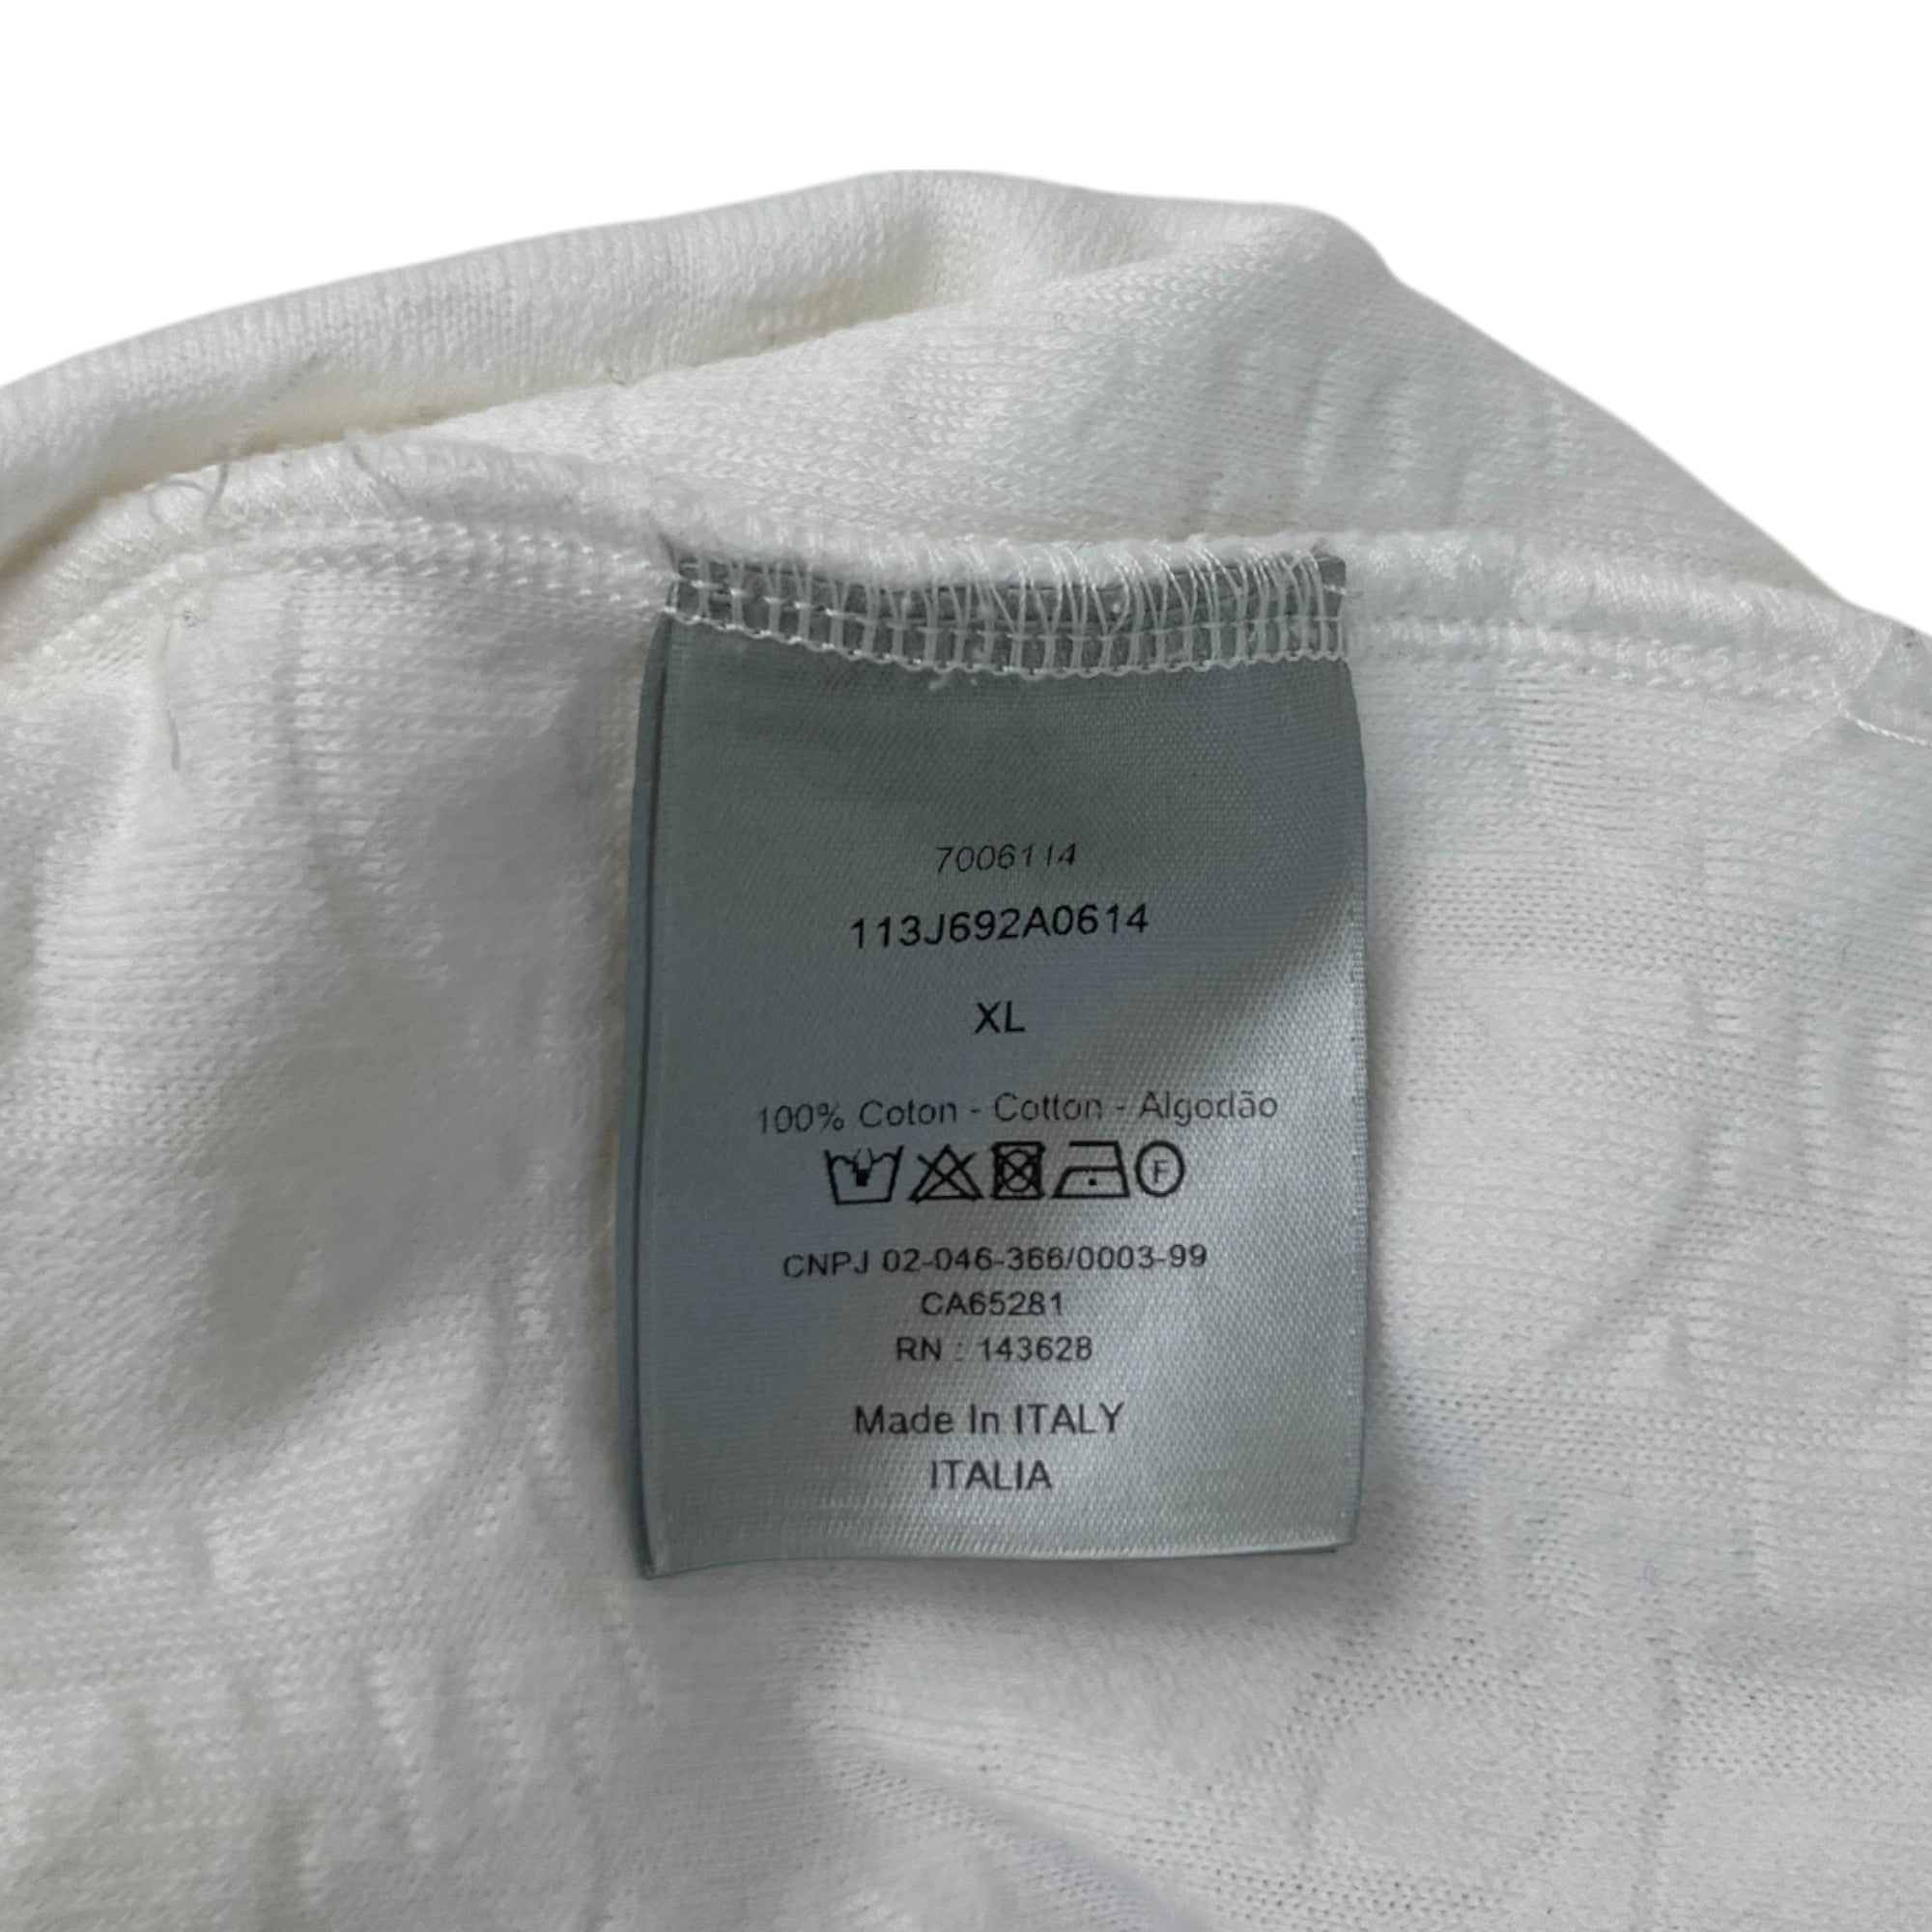 7006114
113J692A0614
XL
100% Coton - Cotton - Algodão
F
CNPJ 02-046-366/0003-99
CA65281
RN : 143628
Made In ITALY
ITALIA